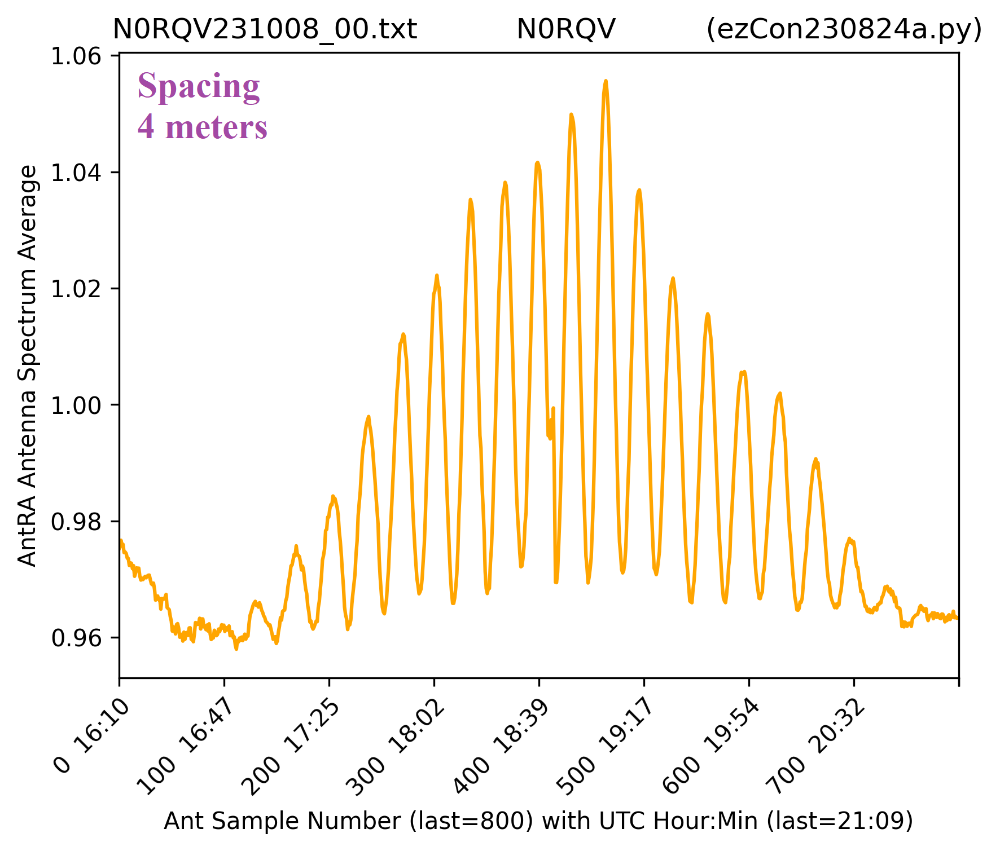 N0RQV231008_00.txt N0RQV (ezCon230824a.py)
Spacing
4 meters
AntRA Antenna Spectrum Average
1.06
1.04
1.02
1.00
0.98
0.96
0 16:10
100 16:47
200 17:25
300 18:02
400 18:39
500 19:17
600 19:54
700 20:32
Ant Sample Number (last=800) with UTC Hour:Min (last=21:09)